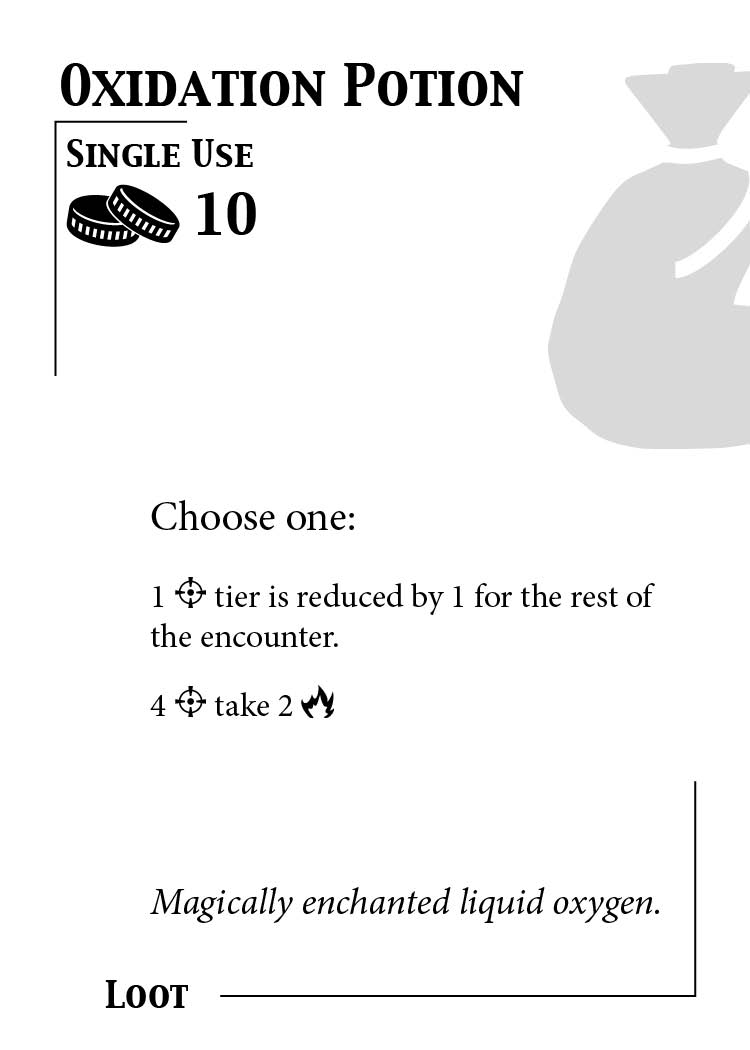 Oxidation Potion
Single Use
10
Choose one:
1 tier is reduced by 1 for the rest of
the encounter.
4 take 2
Magically enchanted liquid oxygen.
Loot